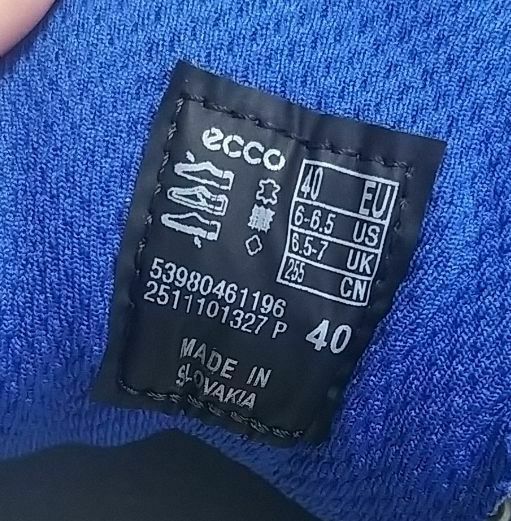 ecco
40 EU
6-6.5 US
6.5-7 UK
255 CN
53980461196
2511101327 P 40
MADE IN
SLOVAKIA